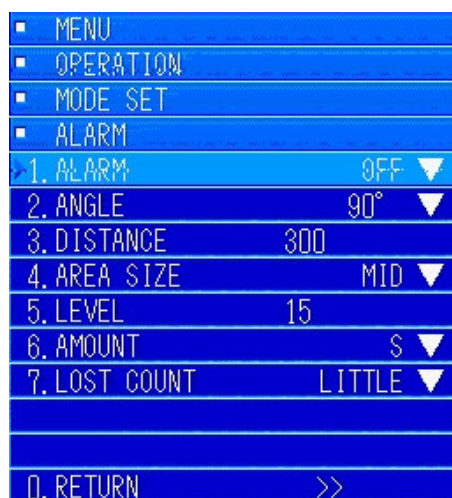 MENU
OPERATION
MODE SET
ALARM
1. ALARM OFF ▼
2. ANGLE 90° ▼
3. DISTANCE 300
4. AREA SIZE MID ▼
5. LEVEL 15
6. AMOUNT S ▼
7. LOST COUNT LITTLE ▼
0. RETURN >>